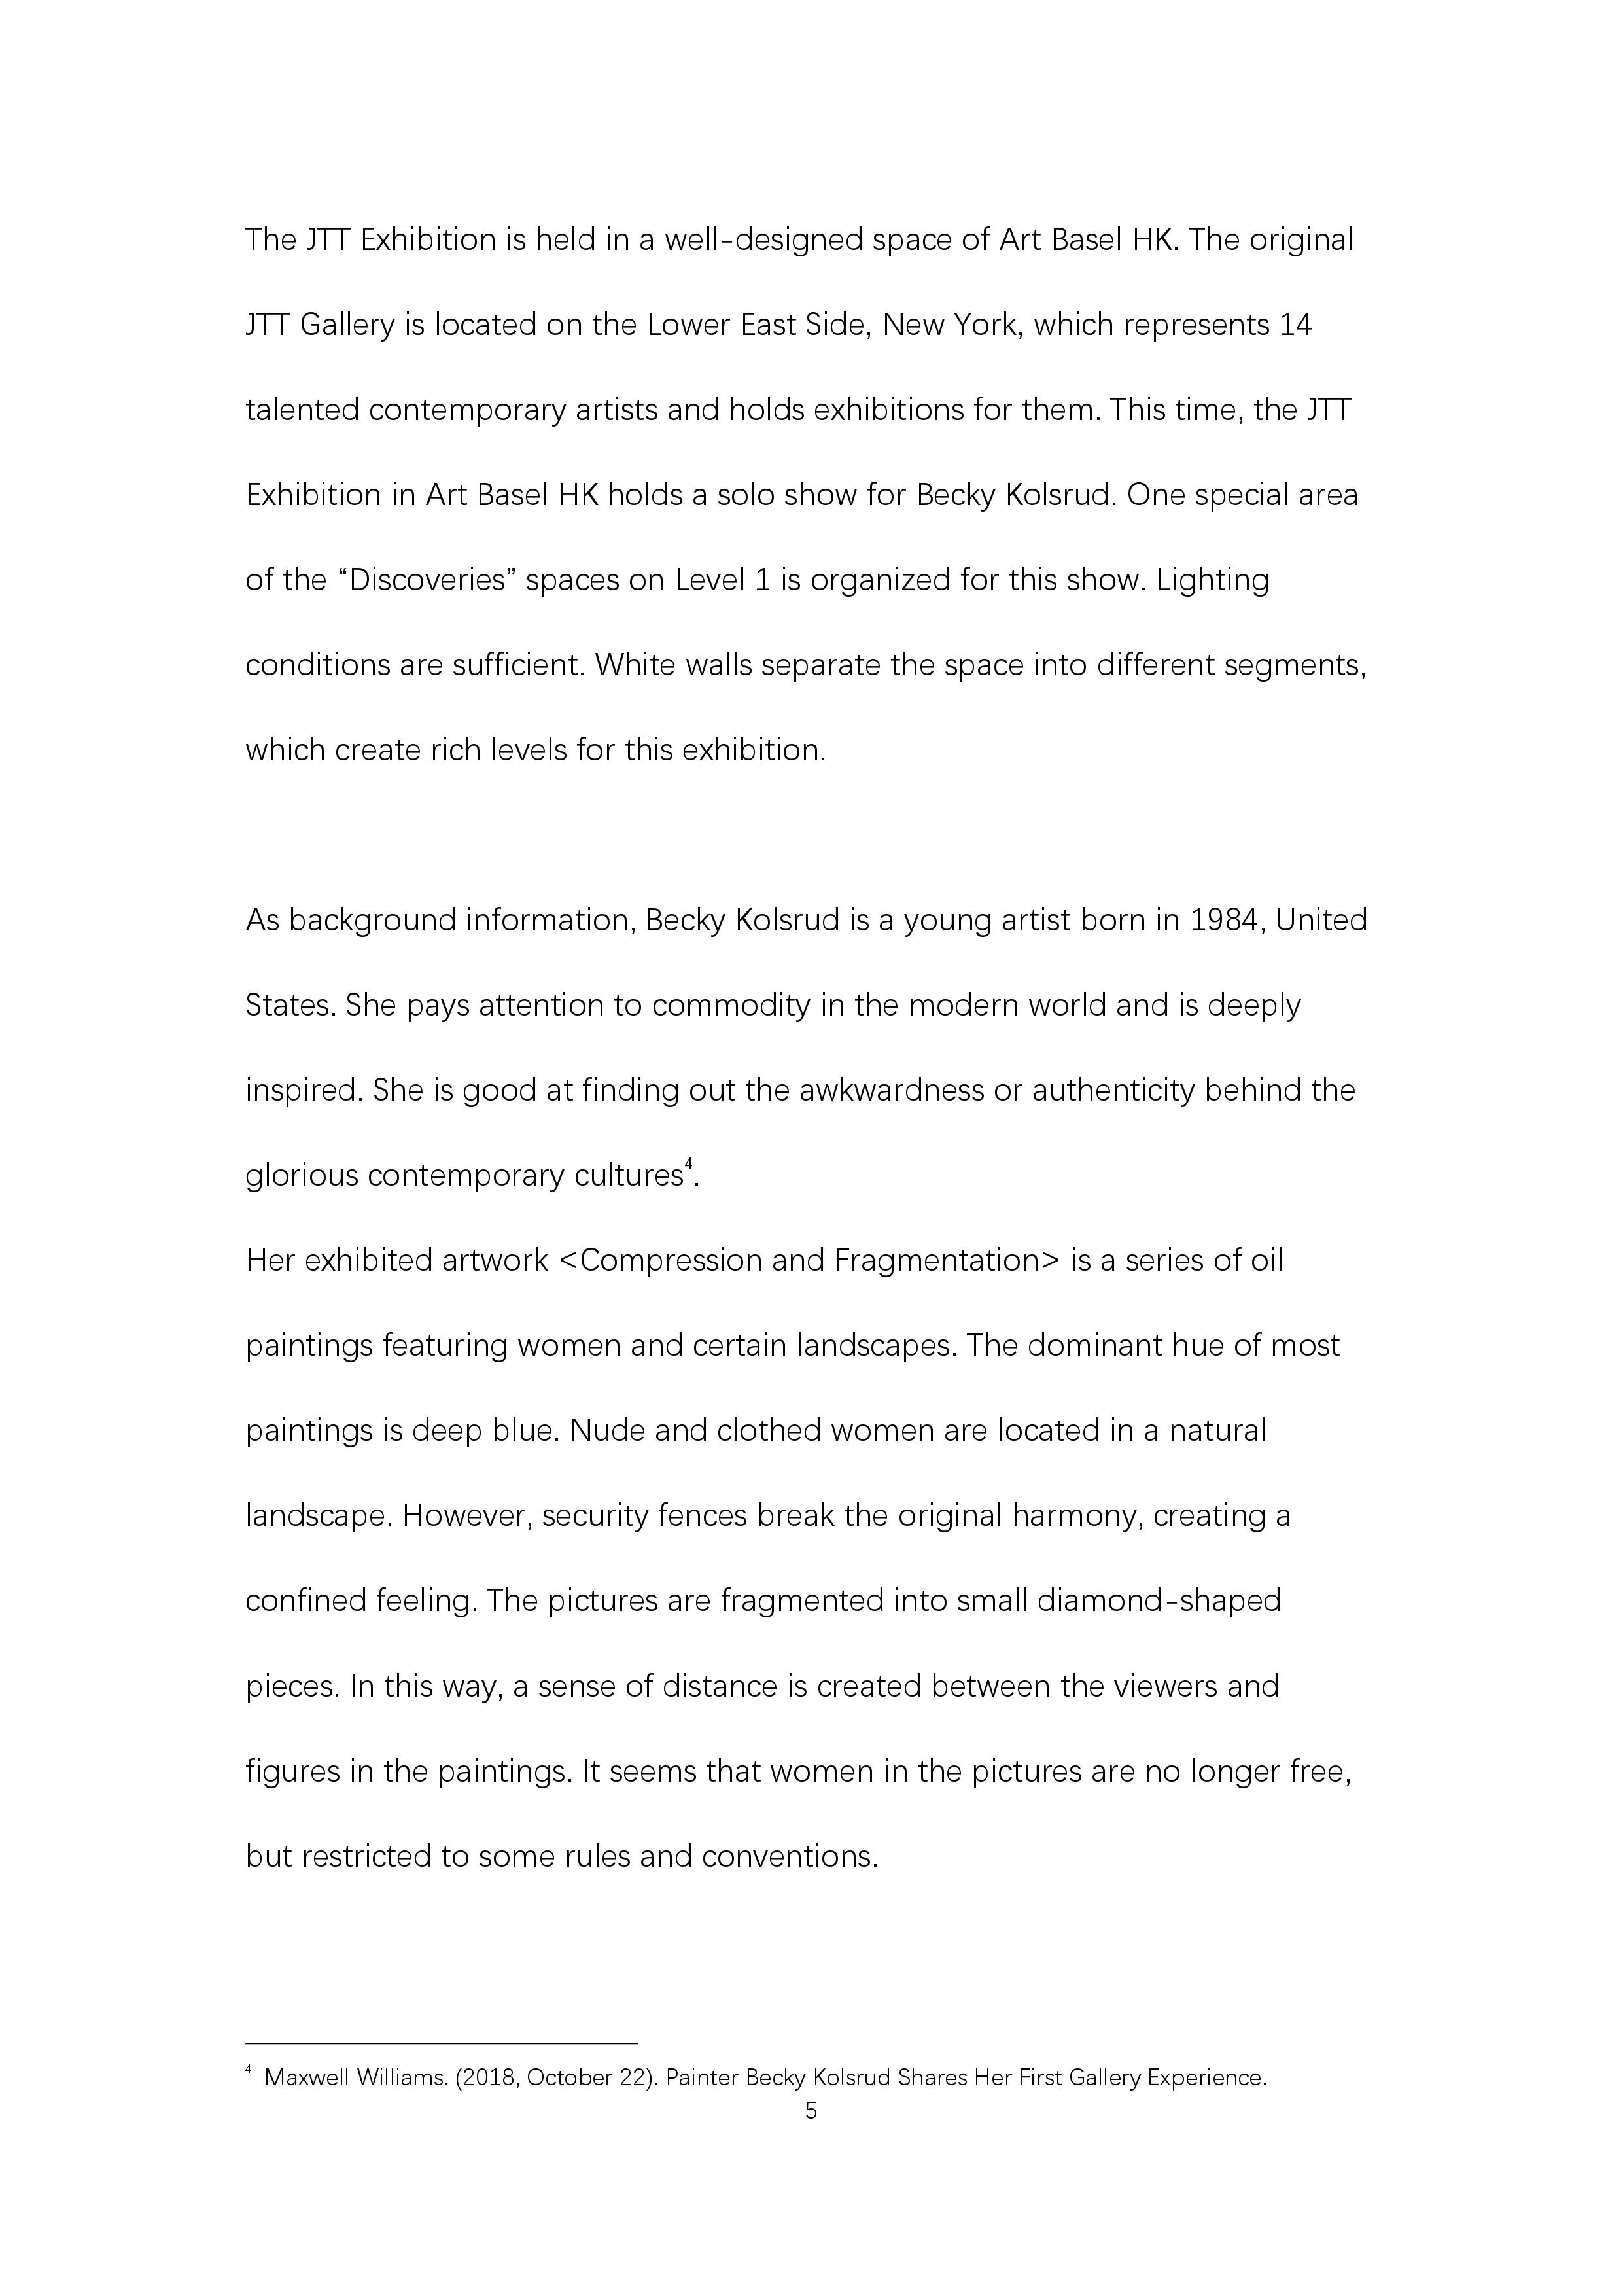 The JTT Exhibition is held in a well-designed space of Art Basel HK. The original
JTT Gallery is located on the Lower East Side, New York, which represents 14
talented contemporary artists and holds exhibitions for them. This time, the JTT
Exhibition in Art Basel HK holds a solo show for Becky Kolsrud. One special area
of the “Discoveries” spaces on Level 1 is organized for this show. Lighting
conditions are sufficient. White walls separate the space into different segments,
which create rich levels for this exhibition.
As background information, Becky Kolsrud is a young artist born in 1984, United
States. She pays attention to commodity in the modern world and is deeply
inspired. She is good at finding out the awkwardness or authenticity behind the
glorious contemporary cultures4.
Her exhibited artwork <Compression and Fragmentation> is a series of oil
paintings featuring women and certain landscapes. The dominant hue of most
paintings is deep blue. Nude and clothed women are located in a natural
landscape. However, security fences break the original harmony, creating a
confined feeling. The pictures are fragmented into small diamond-shaped
pieces. In this way, a sense of distance is created between the viewers and
figures in the paintings. It seems that women in the pictures are no longer free,
but restricted to some rules and conventions.
4 Maxwell Williams. (2018, October 22). Painter Becky Kolsrud Shares Her First Gallery Experience.
5